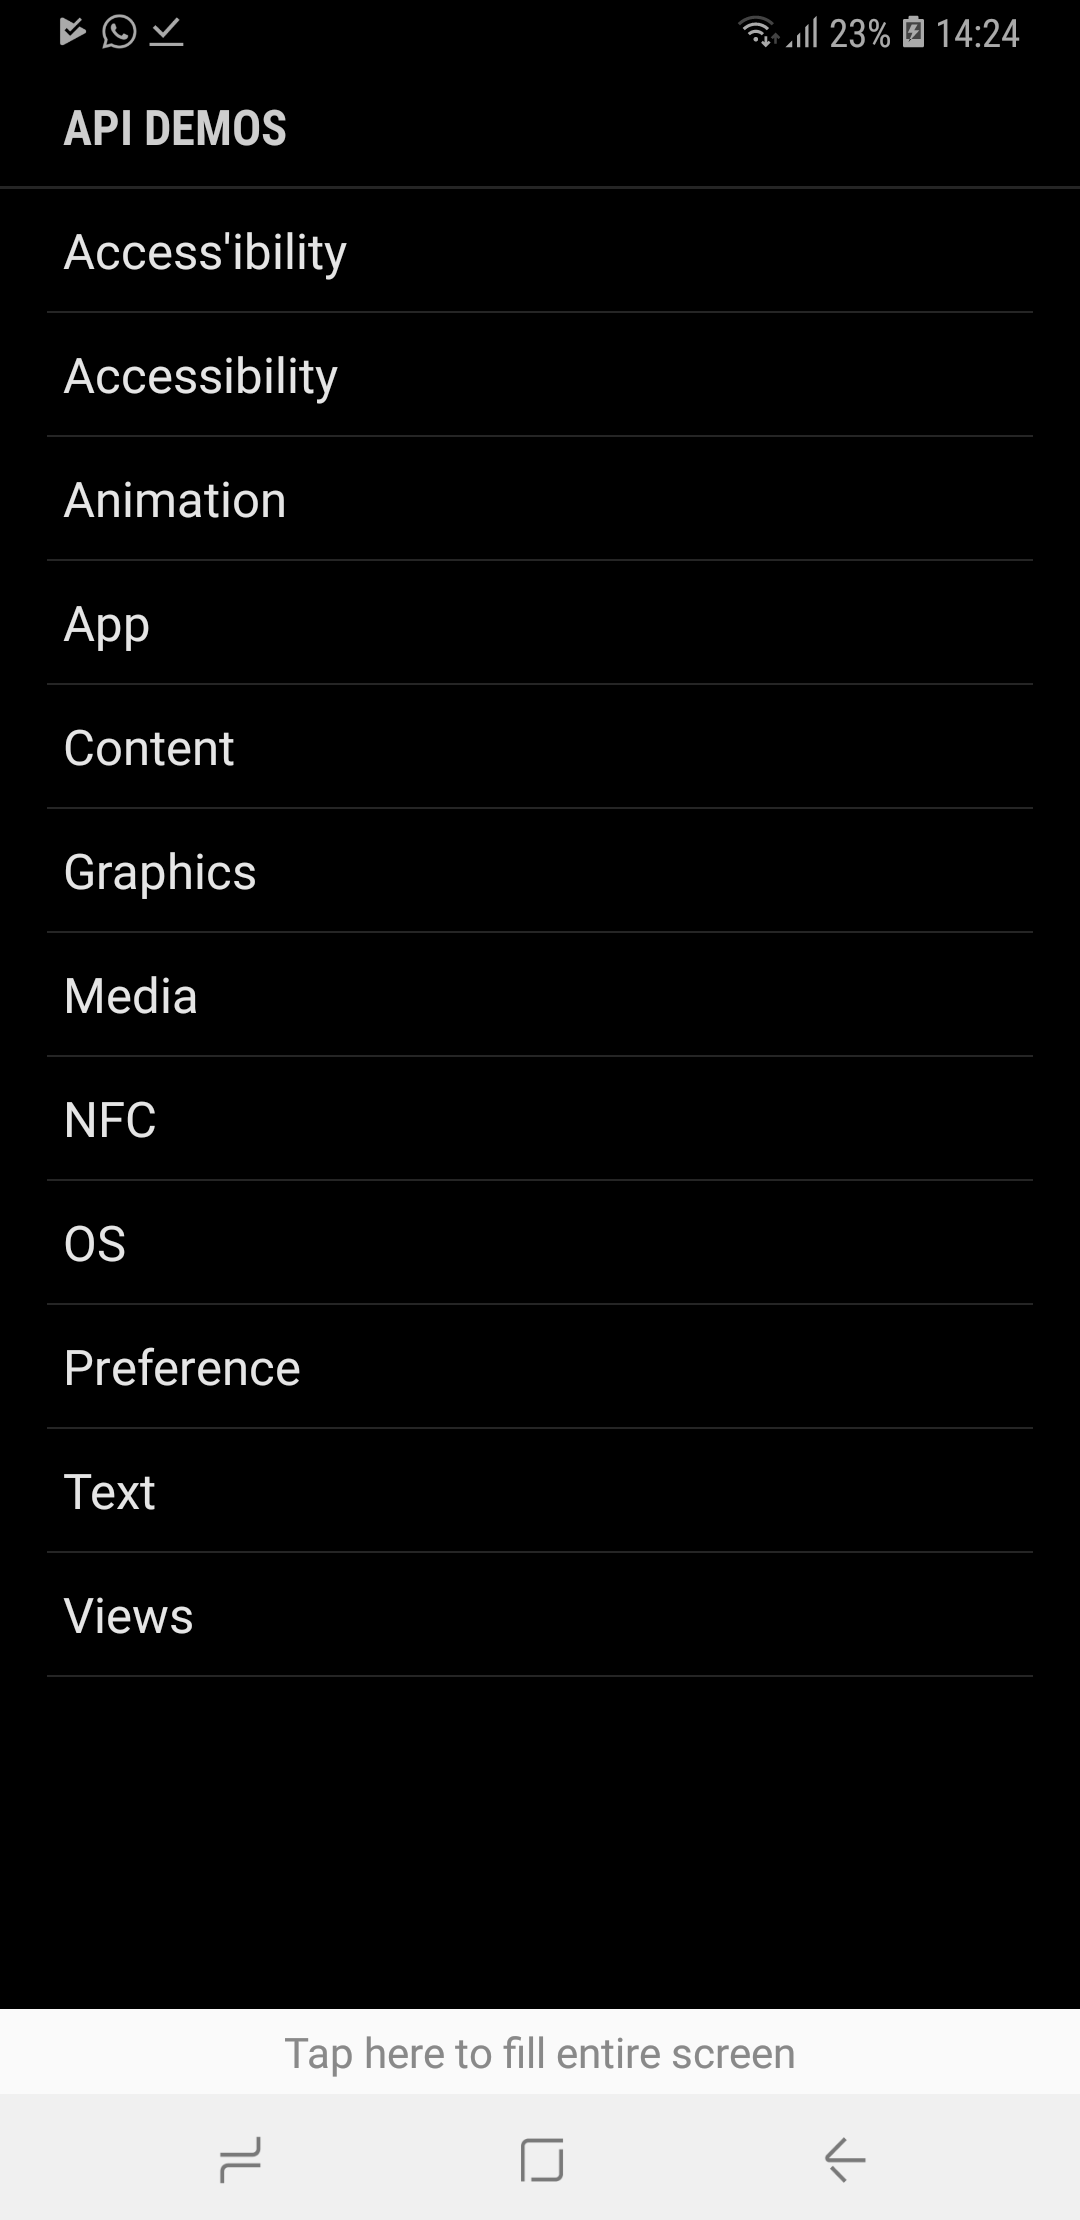 23% 14:24
API DEMOS
Access'ibility
Accessibility
Animation
App
Content
Graphics
Media
NFC
OS
Preference
Text
Views
Tap here to fill entire screen